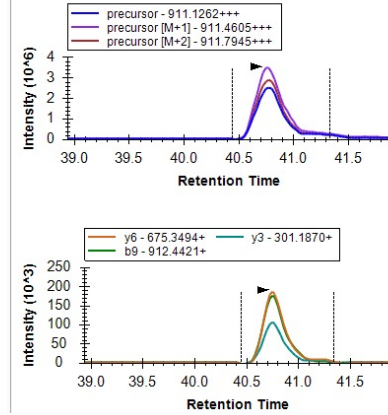 precursor - 911.1262+++
precursor [M+1] - 911.4605+++
precursor [M+2] - 911.7945+++
Intensity (10^6)
4
3
2
1
0
39.0 39.5 40.0 40.5 41.0 41.5
Retention Time
y6 - 675.3494+ y3 - 301.1870+
b9 - 912.4421+
Intensity (10^3)
250
200
150
100
50
0
39.0 39.5 40.0 40.5 41.0 41.5
Retention Time